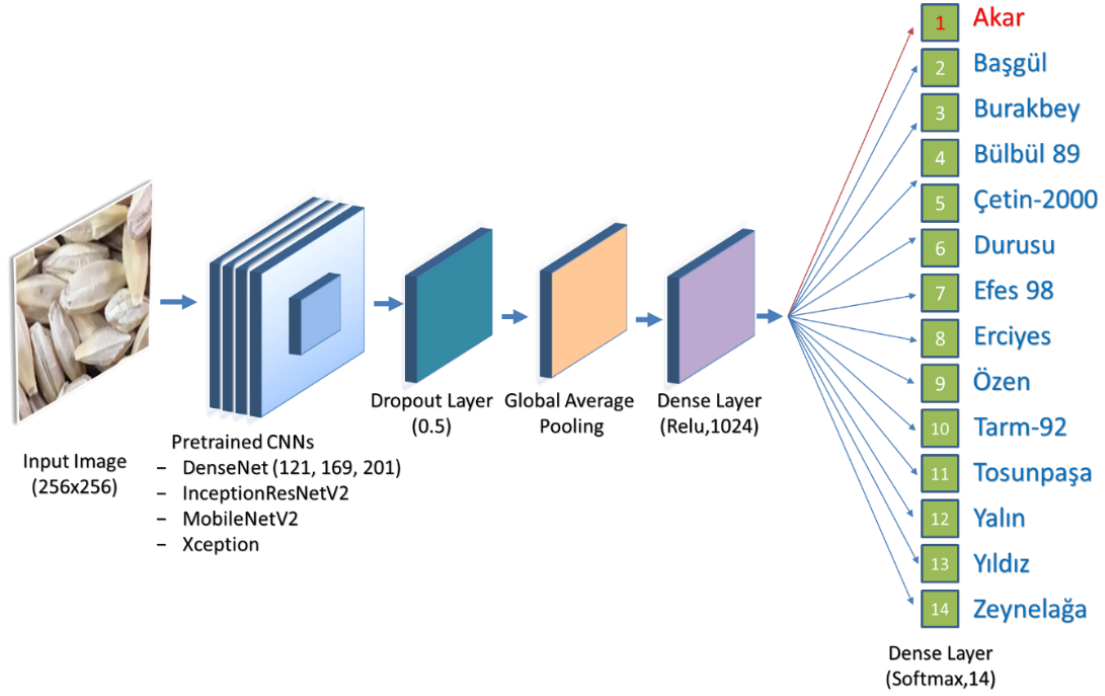 Input Image
(256x256)
Pretrained CNNs
– DenseNet (121, 169, 201)
– InceptionResNetV2
– MobileNetV2
– Xception
Dropout Layer
(0.5)
Global Average
Pooling
Dense Layer
(Relu,1024)
1 Akar
2 Başgül
3 Burakbey
4 Bülbül 89
5 Çetin-2000
6 Durusu
7 Efes 98
8 Erciyes
9 Özen
10 Tarm-92
11 Tosunpaşa
12 Yalın
13 Yıldız
14 Zeynelağa
Dense Layer
(Softmax,14)